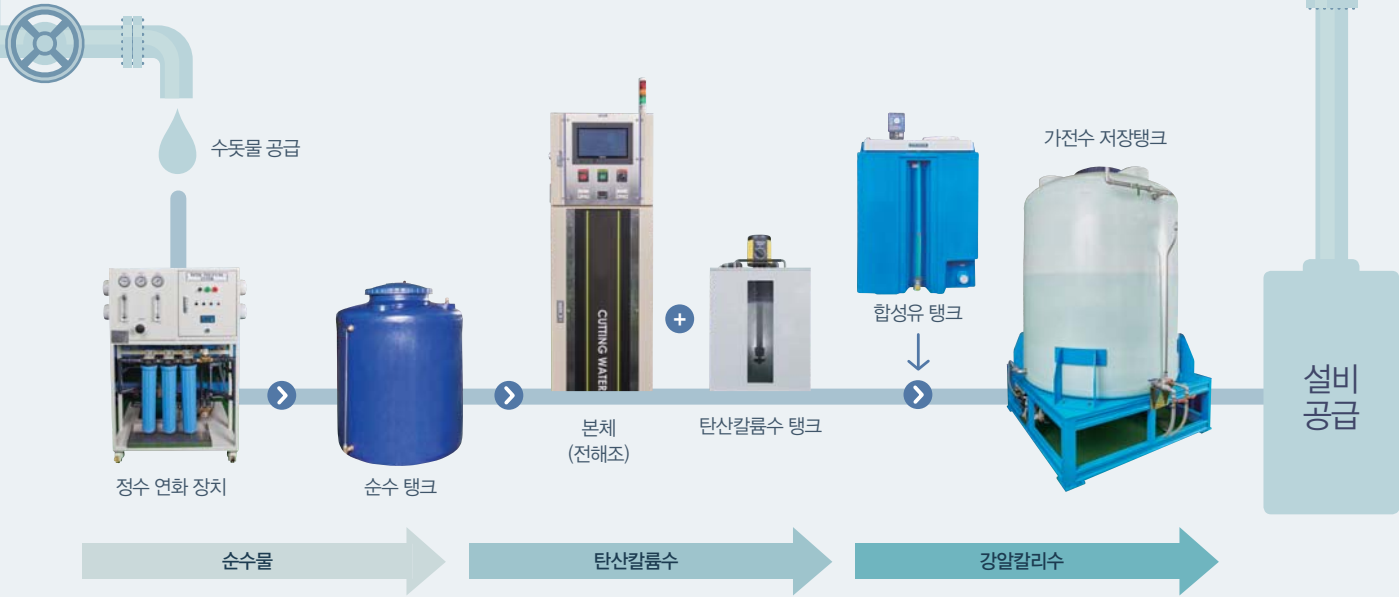 수돗물 공급
가전수 저장탱크
CUTTING WATER
합성유 탱크
설비
공급
본체
(전해조)
탄산칼륨수 탱크
정수 연화 장치
순수 탱크
순수물
탄산칼륨수
강알칼리수